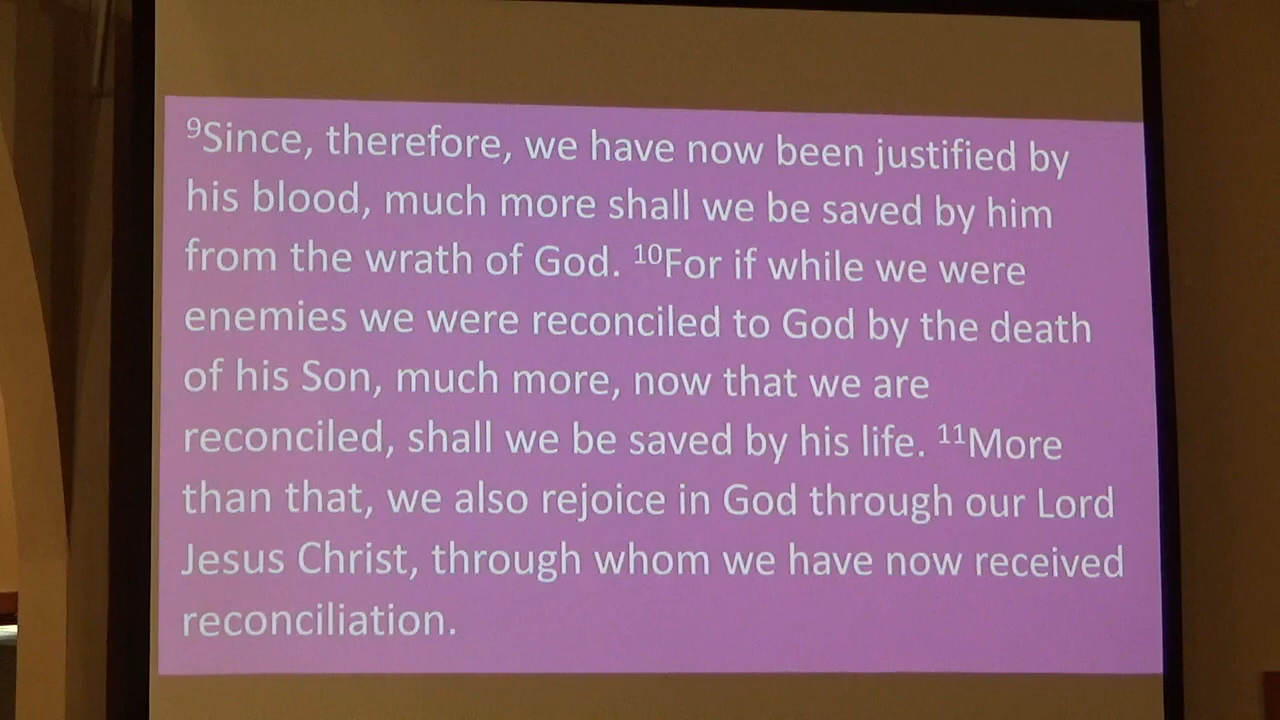 ⁹Since, therefore, we have now been justified by
his blood, much more shall we be saved by him
from the wrath of God. ¹⁰For if while we were
enemies we were reconciled to God by the death
of his Son, much more, now that we are
reconciled, shall we be saved by his life. ¹¹More
than that, we also rejoice in God through our Lord
Jesus Christ, through whom we have now received
reconciliation.